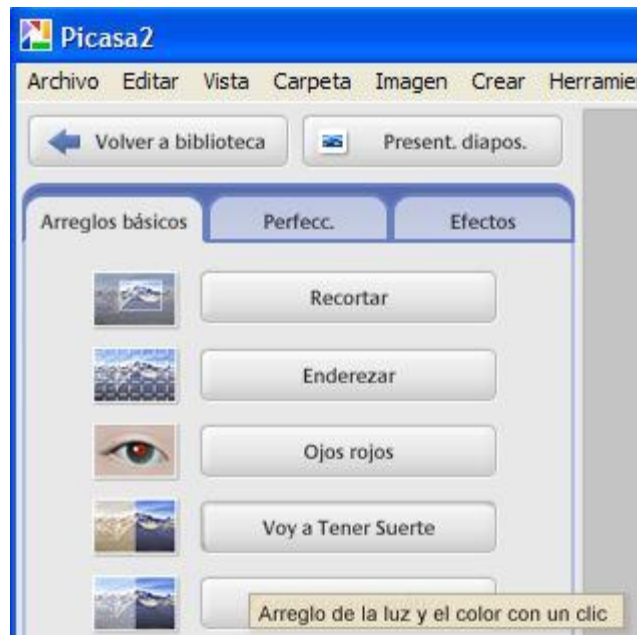 Picasa2
Archivo Editar Vista Carpeta Imagen Crear
Volver a biblioteca Present. diapos.
Arreglos básicos Perfecc. Efectos
Recortar
Enderezar
Ojos rojos
Voy a Tener Suerte
Arreglo de la luz y el color con un clic